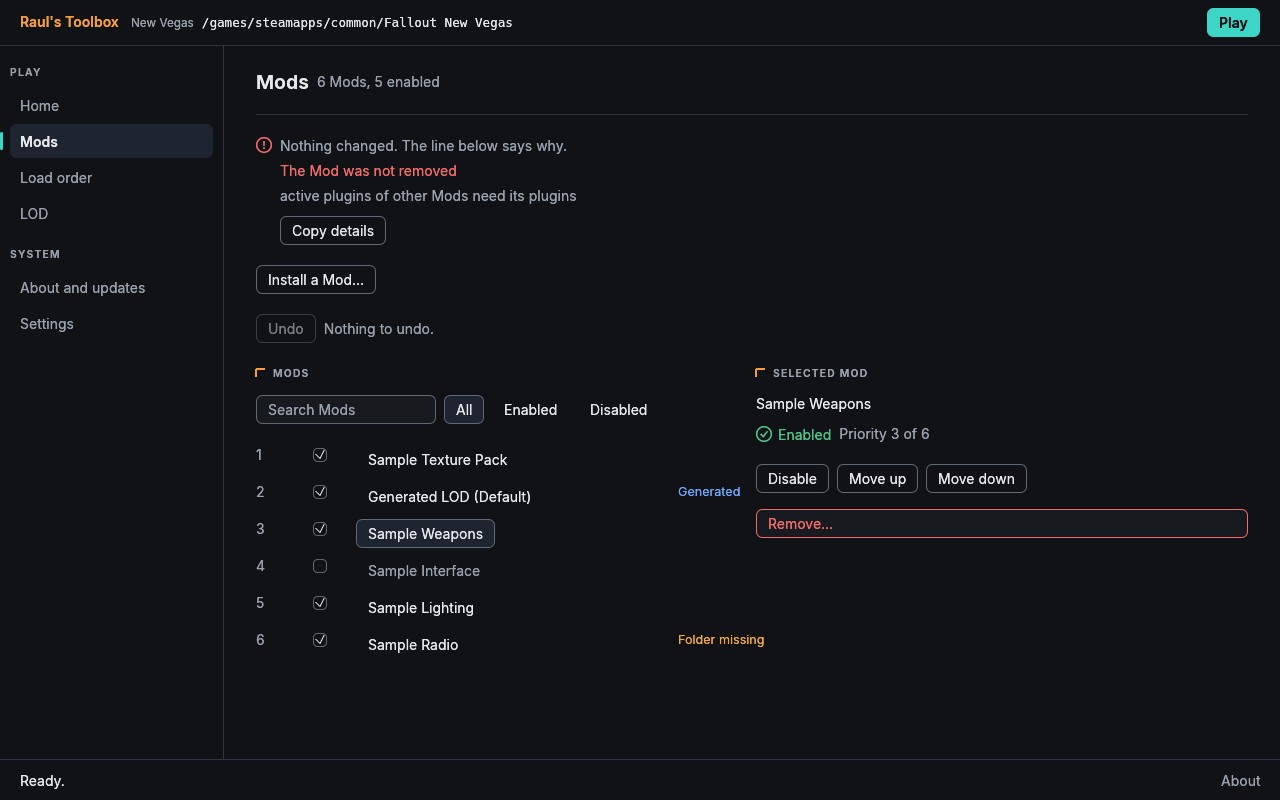 Raul's Toolbox New Vegas /games/steamapps/common/Fallout New Vegas Play
PLAY
Home
Mods
Load order
LOD
SYSTEM
About and updates
Settings
Mods 6 Mods, 5 enabled
Nothing changed. The line below says why.
The Mod was not removed
active plugins of other Mods need its plugins
Copy details
Install a Mod...
Undo Nothing to undo.
MODS
Search Mods All Enabled Disabled
1 Sample Texture Pack
2 Generated LOD (Default) Generated
3 Sample Weapons
4 Sample Interface
5 Sample Lighting
6 Sample Radio Folder missing
SELECTED MOD
Sample Weapons
Enabled Priority 3 of 6
Disable Move up Move down
Remove...
Ready. About